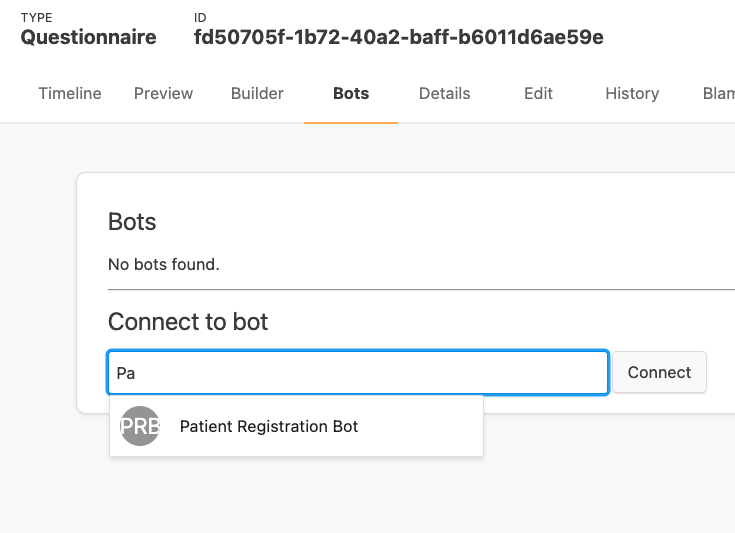 TYPE ID
Questionnaire fd50705f-1b72-40a2-baff-b6011d6ae59e
Timeline Preview Builder Bots Details Edit History Blam
Bots
No bots found.
Connect to bot
Pa Connect
PRB Patient Registration Bot